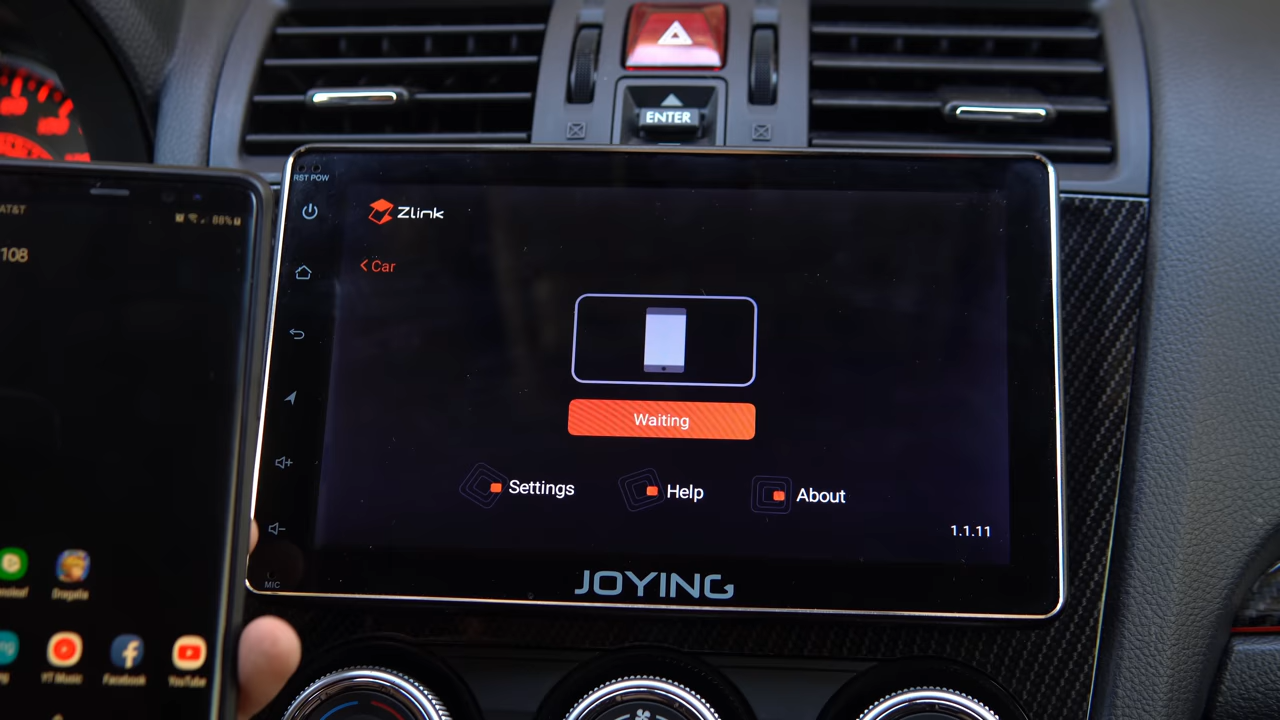 ENTER
RST POW
AT&T
88%
108
Zlink
Car
Waiting
Settings
Help
About
1.1.11
MIC
JOYING
Dragalia
YT Music
Facebook
YouTube